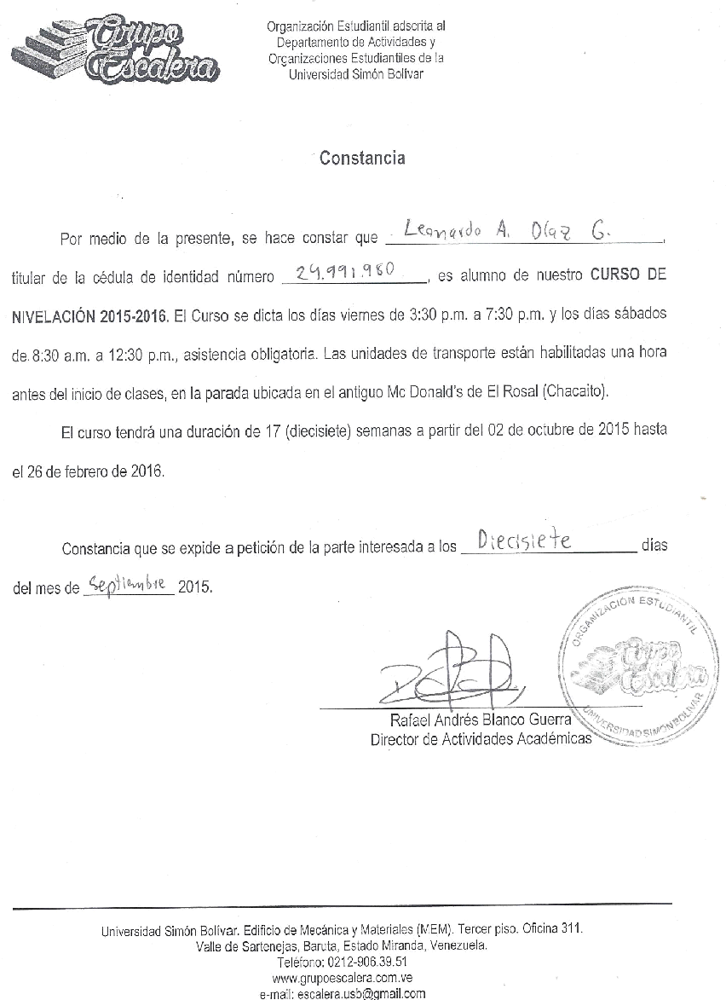 Grupo
Escalera
Organización Estudiantil adscrita al
Departamento de Actividades y
Organizaciones Estudiantiles de la
Universidad Simón Bolívar
Constancia
Por medio de la presente, se hace constar que Leonardo A. Díaz G.,
titular de la cédula de identidad número 24.991.980, es alumno de nuestro CURSO DE
NIVELACIÓN 2015-2016. El Curso se dicta los días viernes de 3:30 p.m. a 7:30 p.m. y los días sábados
de 8:30 a.m. a 12:30 p.m., asistencia obligatoria. Las unidades de transporte están habilitadas una hora
antes del inicio de clases, en la parada ubicada en el antiguo Mc Donald's de El Rosal (Chacaito).
El curso tendrá una duración de 17 (diecisiete) semanas a partir del 02 de octubre de 2015 hasta
el 26 de febrero de 2016.
Constancia que se expide a petición de la parte interesada a los Diecisiete días
del mes de Septiembre 2015.
ORGANIZACIÓN ESTUDIANTIL
Grupo
Escalera
UNIVERSIDAD SIMON BOLIVAR
Rafael Andrés Blanco Guerra
Director de Actividades Académicas
Universidad Simón Bolívar. Edificio de Mecánica y Materiales (MEM). Tercer piso. Oficina 311.
Valle de Sartenejas, Baruta, Estado Miranda, Venezuela.
Teléfono: 0212-906.39.51
www.grupoescalera.com.ve
e-mail: escalera.usb@gmail.com